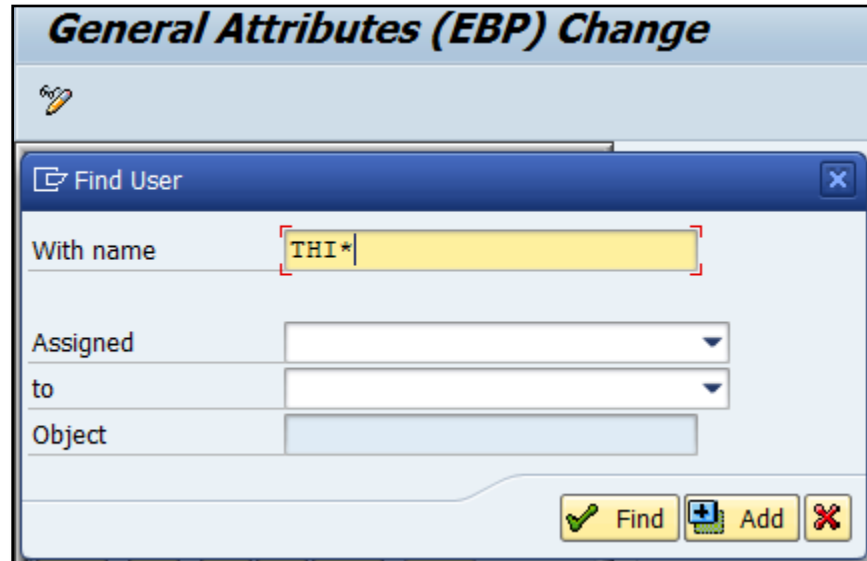 General Attributes (EBP) Change
Find User
With name THI*
Assigned
to
Object
Find Add